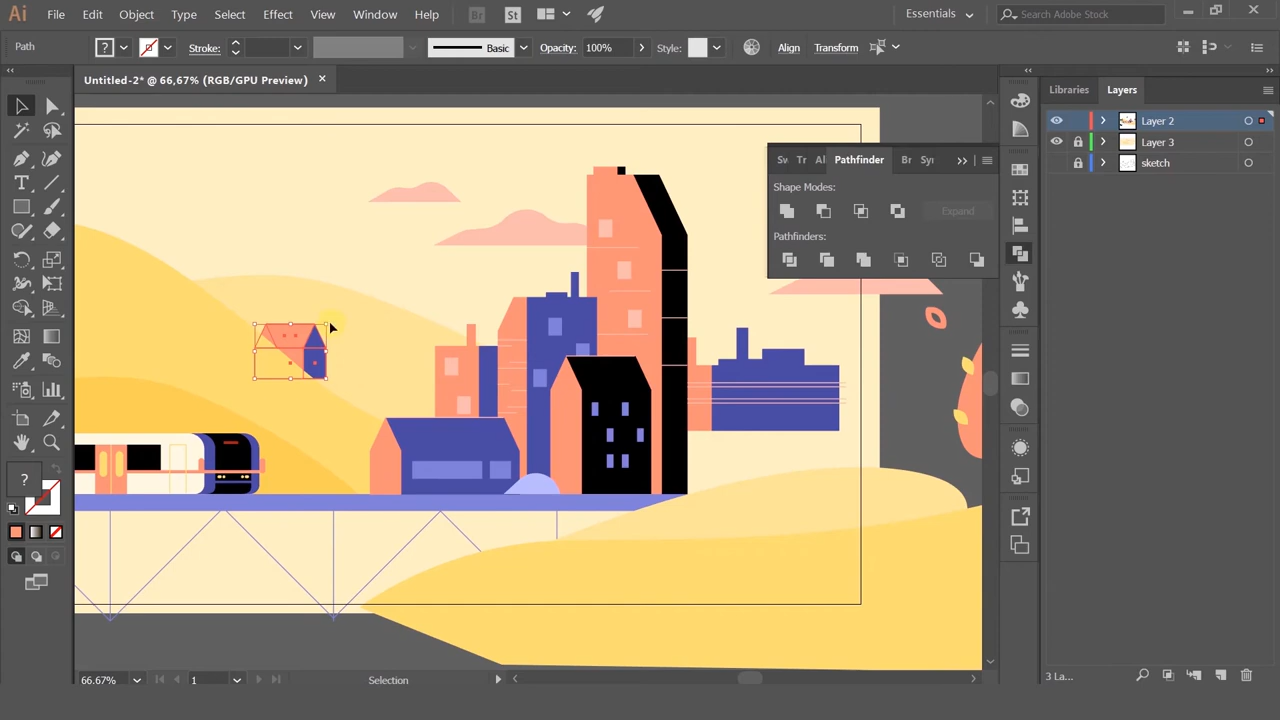 Ai File Edit Object Type Select Effect View Window Help Br St Essentials Search Adobe Stock
Path ? Stroke: Basic Opacity: 100% Style: Align Transform
Untitled-2* @ 66,67% (RGB/GPU Preview) ×
Libraries Layers
Layer 2
Layer 3
sketch
Sw Tr Al Pathfinder Br Syr
Shape Modes:
Expand
Pathfinders:
?
66.67% 1 Selection
3 La...